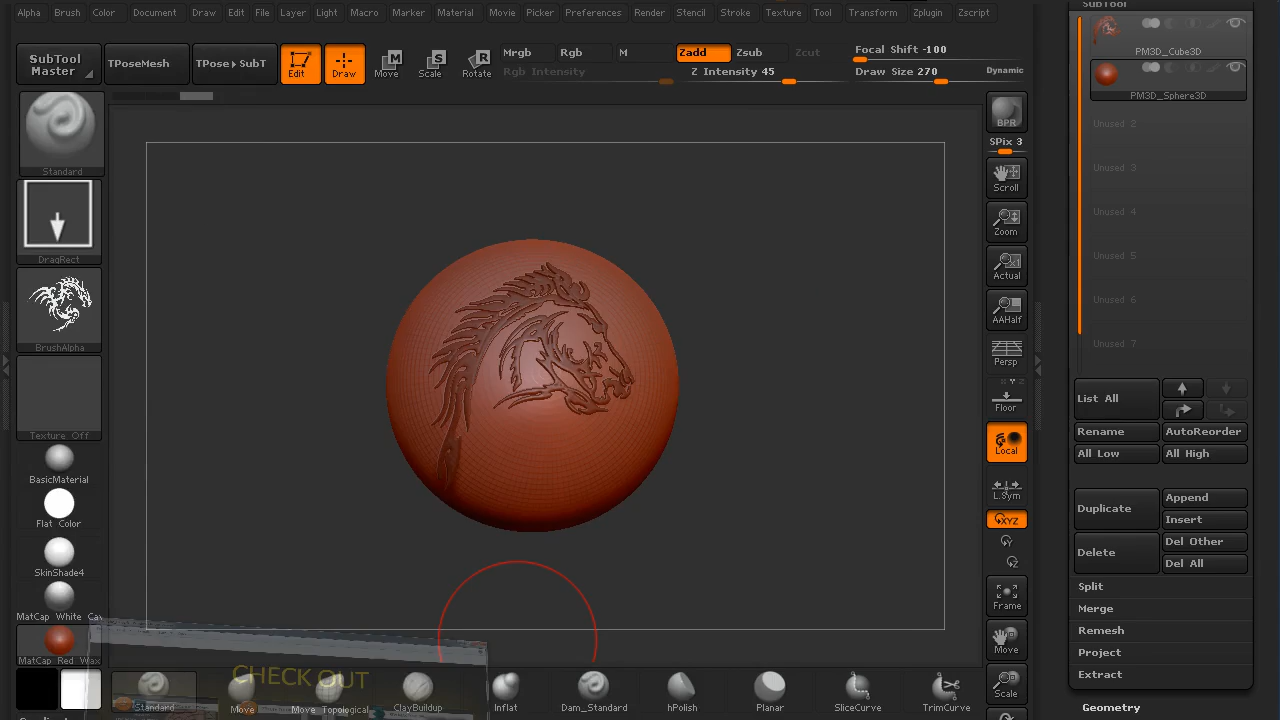 SubTool
Alpha Brush Color Document Draw Edit File Layer Light Macro Marker Material Movie Picker Preferences Render Stencil Stroke Texture Tool Transform Zplugin Zscript
SubTool
Master
TPoseMesh
TPose▸SubT
Edit
Draw
Move
Scale
Rotate
Mrgb Rgb M Zadd Zsub Zcut
Rgb Intensity Z Intensity 45
Focal Shift -100
Draw Size 270 Dynamic
Standard
DragRect
BrushAlpha
Texture Off
BasicMaterial
Flat Color
SkinShade4
MatCap White Cav
MatCap Red Wax
BPR
SPix 3
Scroll
Zoom
Actual
AAHalf
Persp
Floor
Local
L.Sym
XYZ
Frame
Move
Scale
PM3D_Cube3D
PM3D_Sphere3D
Unused 2
Unused 3
Unused 4
Unused 5
Unused 6
Unused 7
List All
Rename AutoReorder
All Low All High
Duplicate
Append
Insert
Delete
Del Other
Del All
Split
Merge
Remesh
Project
Extract
Geometry
CHECK OUT
Standard Move Move Topological ClayBuildup Inflat Dam_Standard hPolish Planar SliceCurve TrimCurve